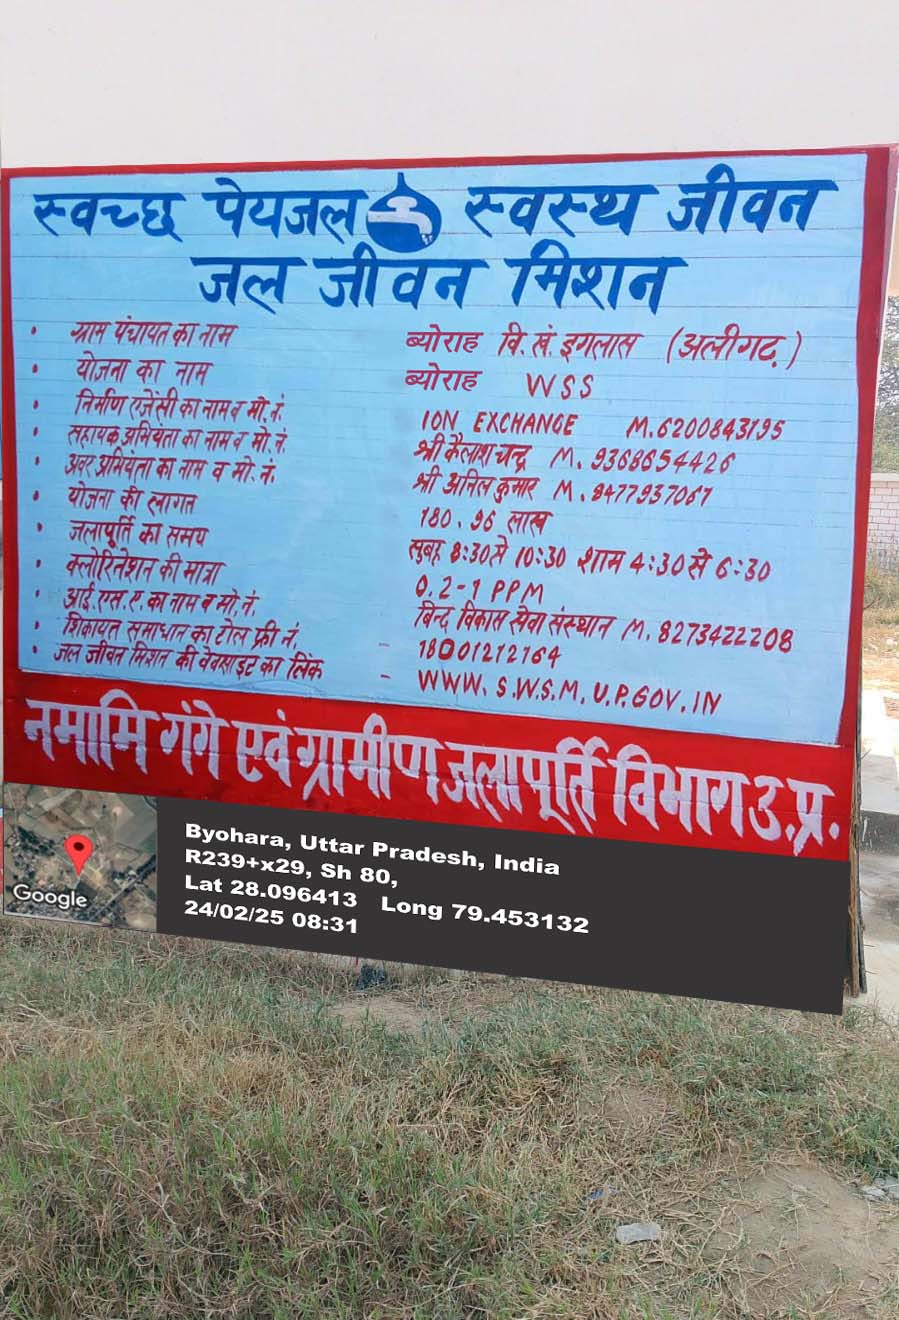 स्वच्छ पेयजल स्वस्थ जीवन
जल जीवन मिशन
• ग्राम पंचायत का नाम ब्योराह वि. खं. इगलास (अलीगढ़)
• योजना का नाम ब्योराह WSS
• निर्माण एजेंसी का नाम व मो. नं. ION EXCHANGE M. 6200843195
• सहायक अभियंता का नाम व मो. नं. श्री कैलाश चन्द्र M. 9368654426
• अवर अभियंता का नाम व मो. नं. श्री अनिल कुमार M. 8477937067
• योजना की लागत 180.96 लाख
• जलापूर्ति का समय सुबह 8:30 से 10:30 शाम 4:30 से 6:30
• क्लोरिनेशन की मात्रा 0.2-1 PPM
• आई.एस.ए. का नाम व मो. नं. बिन्द विकास सेवा संस्थान M. 8273422208
• शिकायत समाधान का टोल फ्री नं. - 18001212164
• जल जीवन मिशन की वेबसाइट का लिंक - WWW.S.W.S.M.U.P.GOV.IN
नमामि गंगे एवं ग्रामीण जलापूर्ति विभाग उ.प्र.
Google
Byohara, Uttar Pradesh, India
R239+x29, Sh 80,
Lat 28.096413 Long 79.453132
24/02/25 08:31